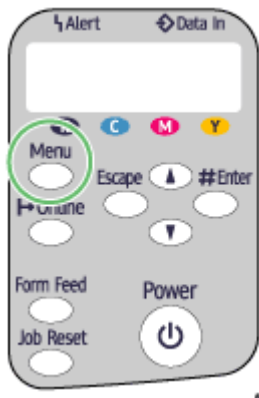 Alert Data In
K C M Y
Menu
Escape #Enter
Online
Form Feed Power
Job Reset